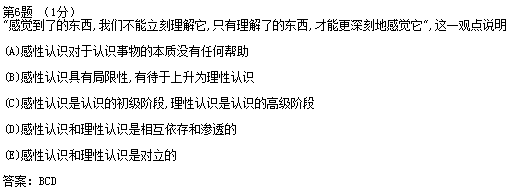 第6题 (1分)
"感觉到了的东西,我们不能立刻理解它,只有理解了的东西,才能更深刻地感觉它",这一观点说明
(A)感性认识对于认识事物的本质没有任何帮助
(B)感性认识具有局限性,有待于上升为理性认识
(C)感性认识是认识的初级阶段,理性认识是认识的高级阶段
(D)感性认识和理性认识是相互依存和渗透的
(E)感性认识和理性认识是对立的
答案: BCD